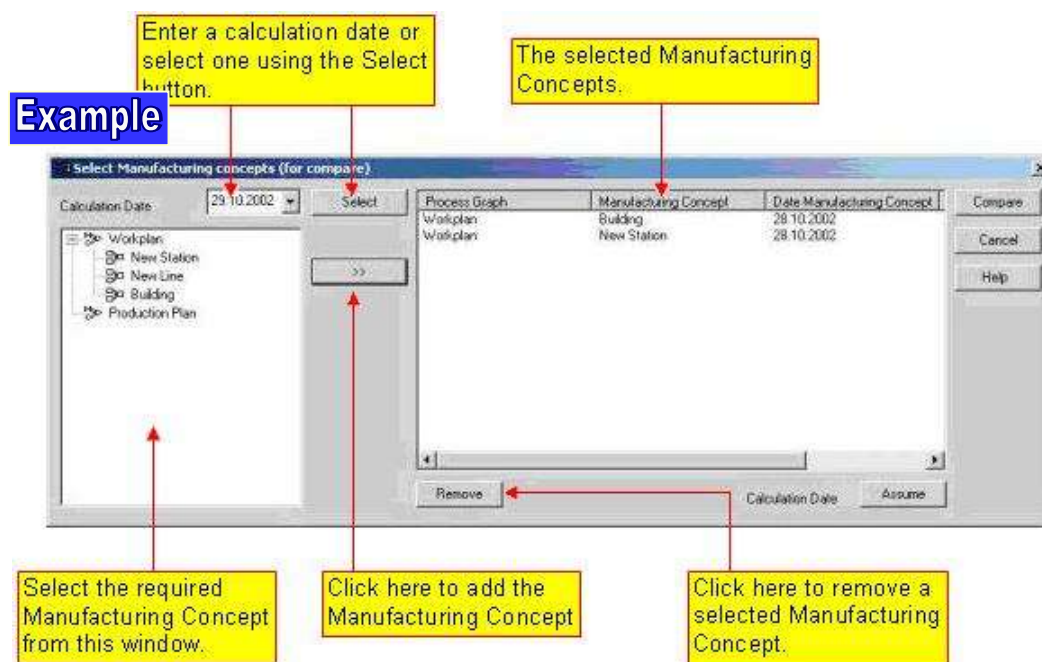 Enter a calculation date or
select one using the Select
button.
The selected Manufacturing
Concepts.
Example
Select Manufacturing concepts (for compare)
Calculation Date
29.10.2002
Select
Process Graph
Manufacturing Concept
Date Manufacturing Concept
Compare
Workplan
Building
28.10.2002
Workplan
New Station
28.10.2002
Cancel
Workplan
New Station
>>
Help
New Line
Building
Production Plan
Remove
Calculation Date
Assume
Select the required
Manufacturing Concept
from this window.
Click here to add the
Manufacturing Concept
Click here to remove a
selected Manufacturing
Concept.